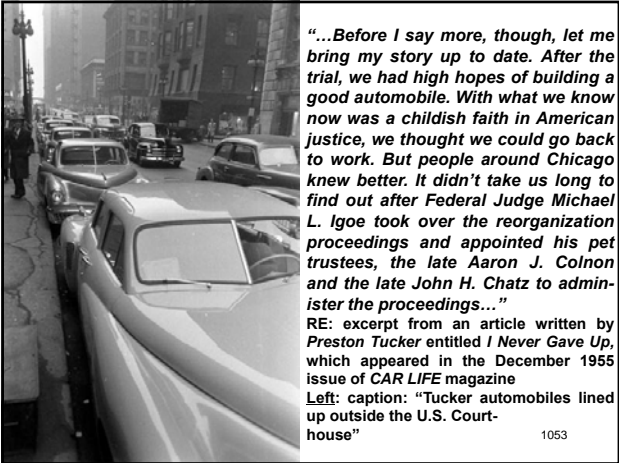 “…Before I say more, though, let me
bring my story up to date. After the
trial, we had high hopes of building a
good automobile. With what we know
now was a childish faith in American
justice, we thought we could go back
to work. But people around Chicago
knew better. It didn’t take us long to
find out after Federal Judge Michael
L. Igoe took over the reorganization
proceedings and appointed his pet
trustees, the late Aaron J. Colnon
and the late John H. Chatz to admin-
ister the proceedings…”
RE: excerpt from an article written by
Preston Tucker entitled I Never Gave Up,
which appeared in the December 1955
issue of CAR LIFE magazine
Left: caption: “Tucker automobiles lined
up outside the U.S. Court-
house” 1053